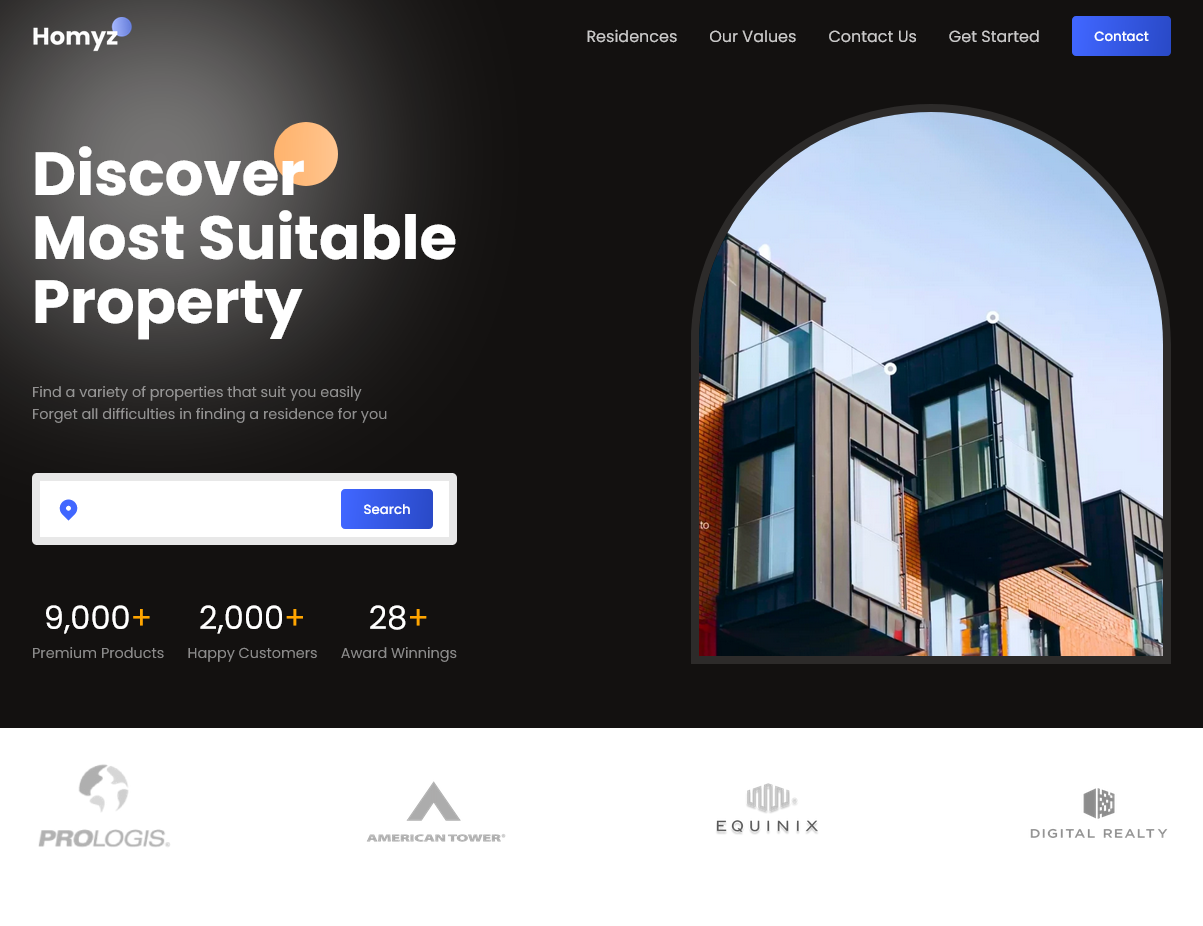 Homyz
Residences Our Values Contact Us Get Started Contact
Discover
Most Suitable
Property
Find a variety of properties that suit you easily
Forget all difficulties in finding a residence for you
Search
9,000+ 2,000+ 28+
Premium Products Happy Customers Award Winnings
to
PROLOGIS®
AMERICAN TOWER®
EQUINIX
DIGITAL REALTY